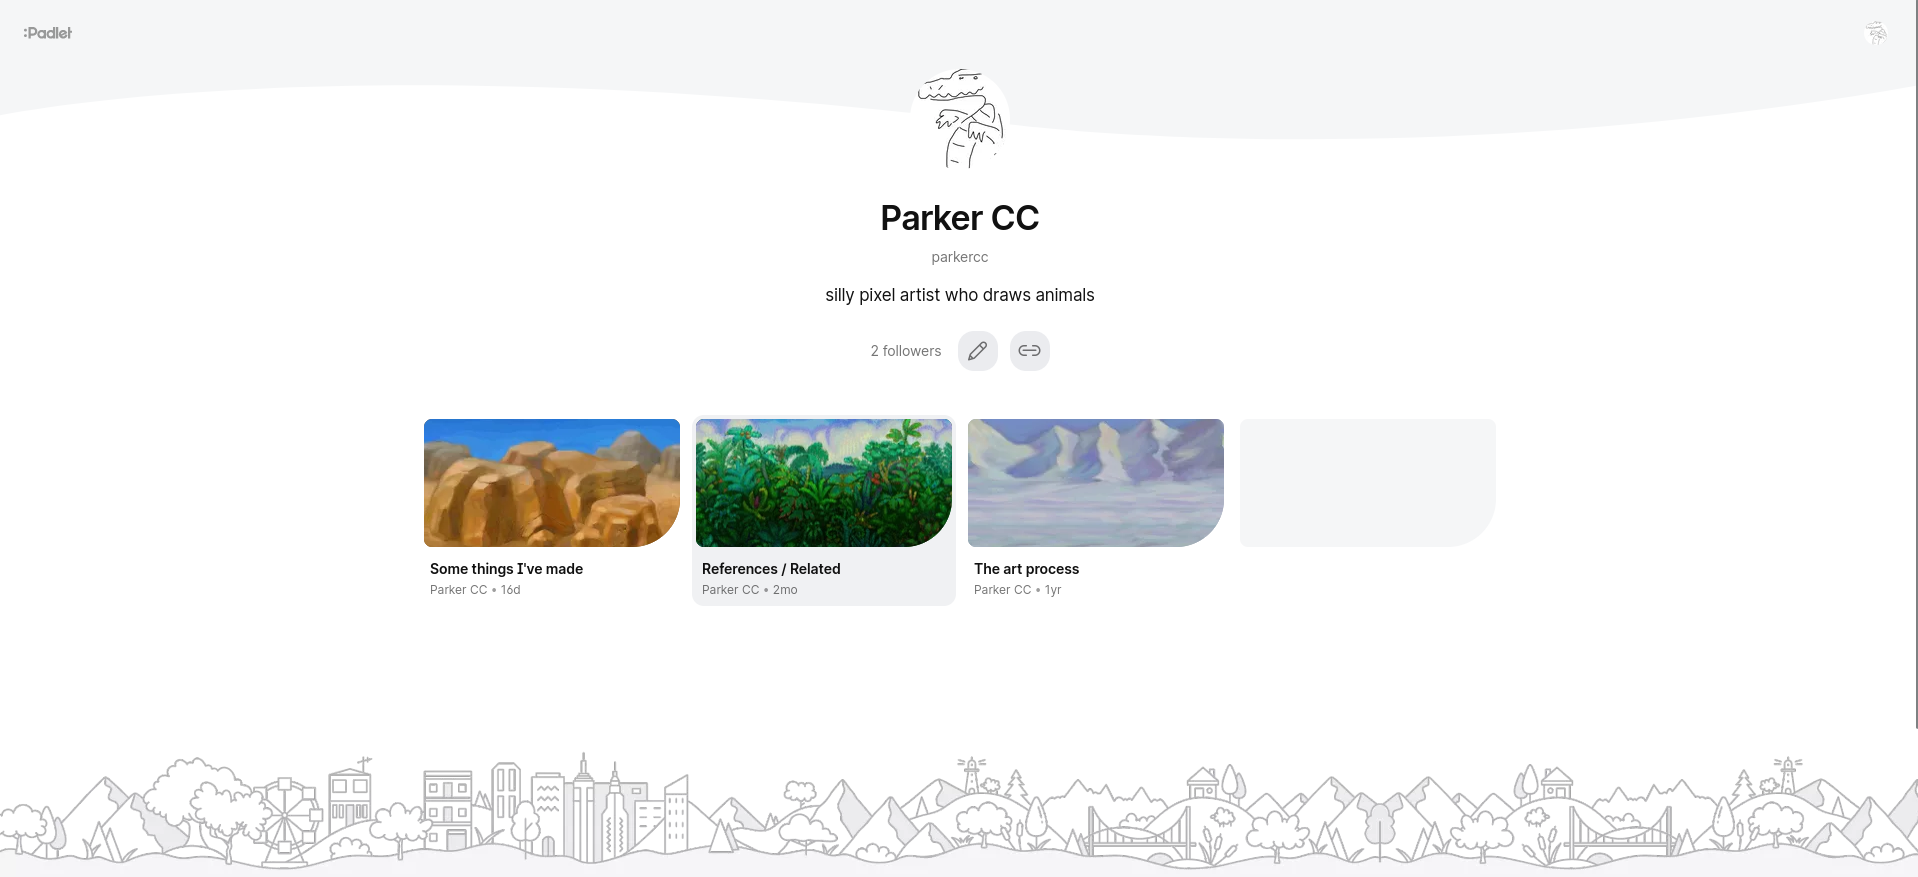 :Padlet
Parker CC
parkercc
silly pixel artist who draws animals
2 followers
Some things I've made
Parker CC • 16d
References / Related
Parker CC • 2mo
The art process
Parker CC • 1yr